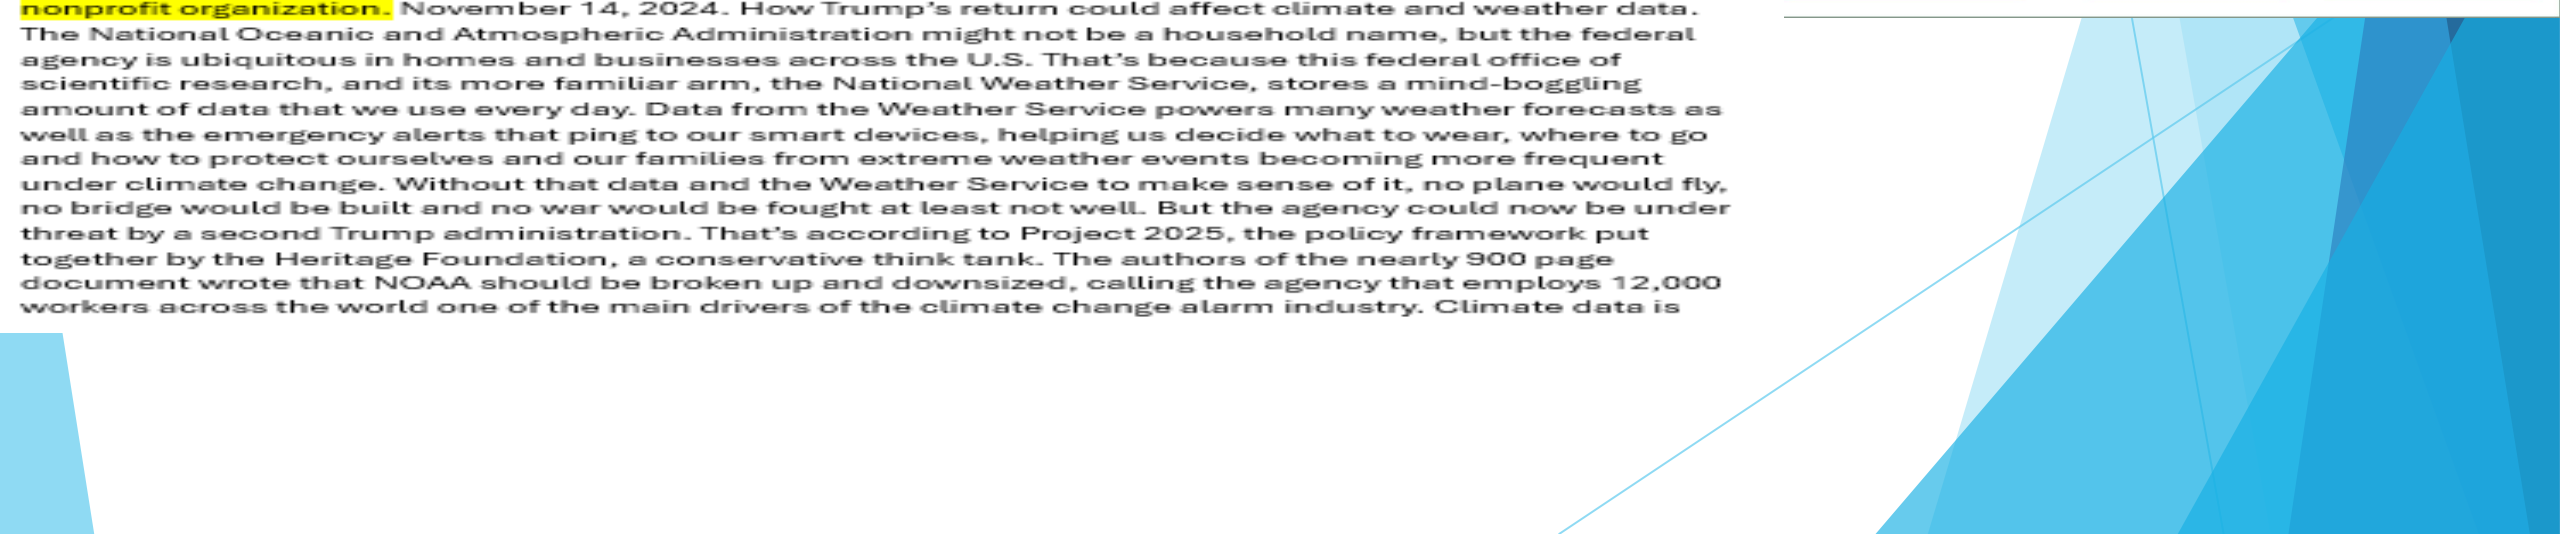 nonprofit organization. November 14, 2024. How Trump's return could affect climate and weather data.
The National Oceanic and Atmospheric Administration might not be a household name, but the federal
agency is ubiquitous in homes and businesses across the U.S. That's because this federal office of
scientific research, and its more familiar arm, the National Weather Service, stores a mind-boggling
amount of data that we use every day. Data from the Weather Service powers many weather forecasts as
well as the emergency alerts that ping to our smart devices, helping us decide what to wear, where to go
and how to protect ourselves and our families from extreme weather events becoming more frequent
under climate change. Without that data and the Weather Service to make sense of it, no plane would fly,
no bridge would be built and no war would be fought at least not well. But the agency could now be under
threat by a second Trump administration. That's according to Project 2025, the policy framework put
together by the Heritage Foundation, a conservative think tank. The authors of the nearly 900 page
document wrote that NOAA should be broken up and downsized, calling the agency that employs 12,000
workers across the world one of the main drivers of the climate change alarm industry. Climate data is